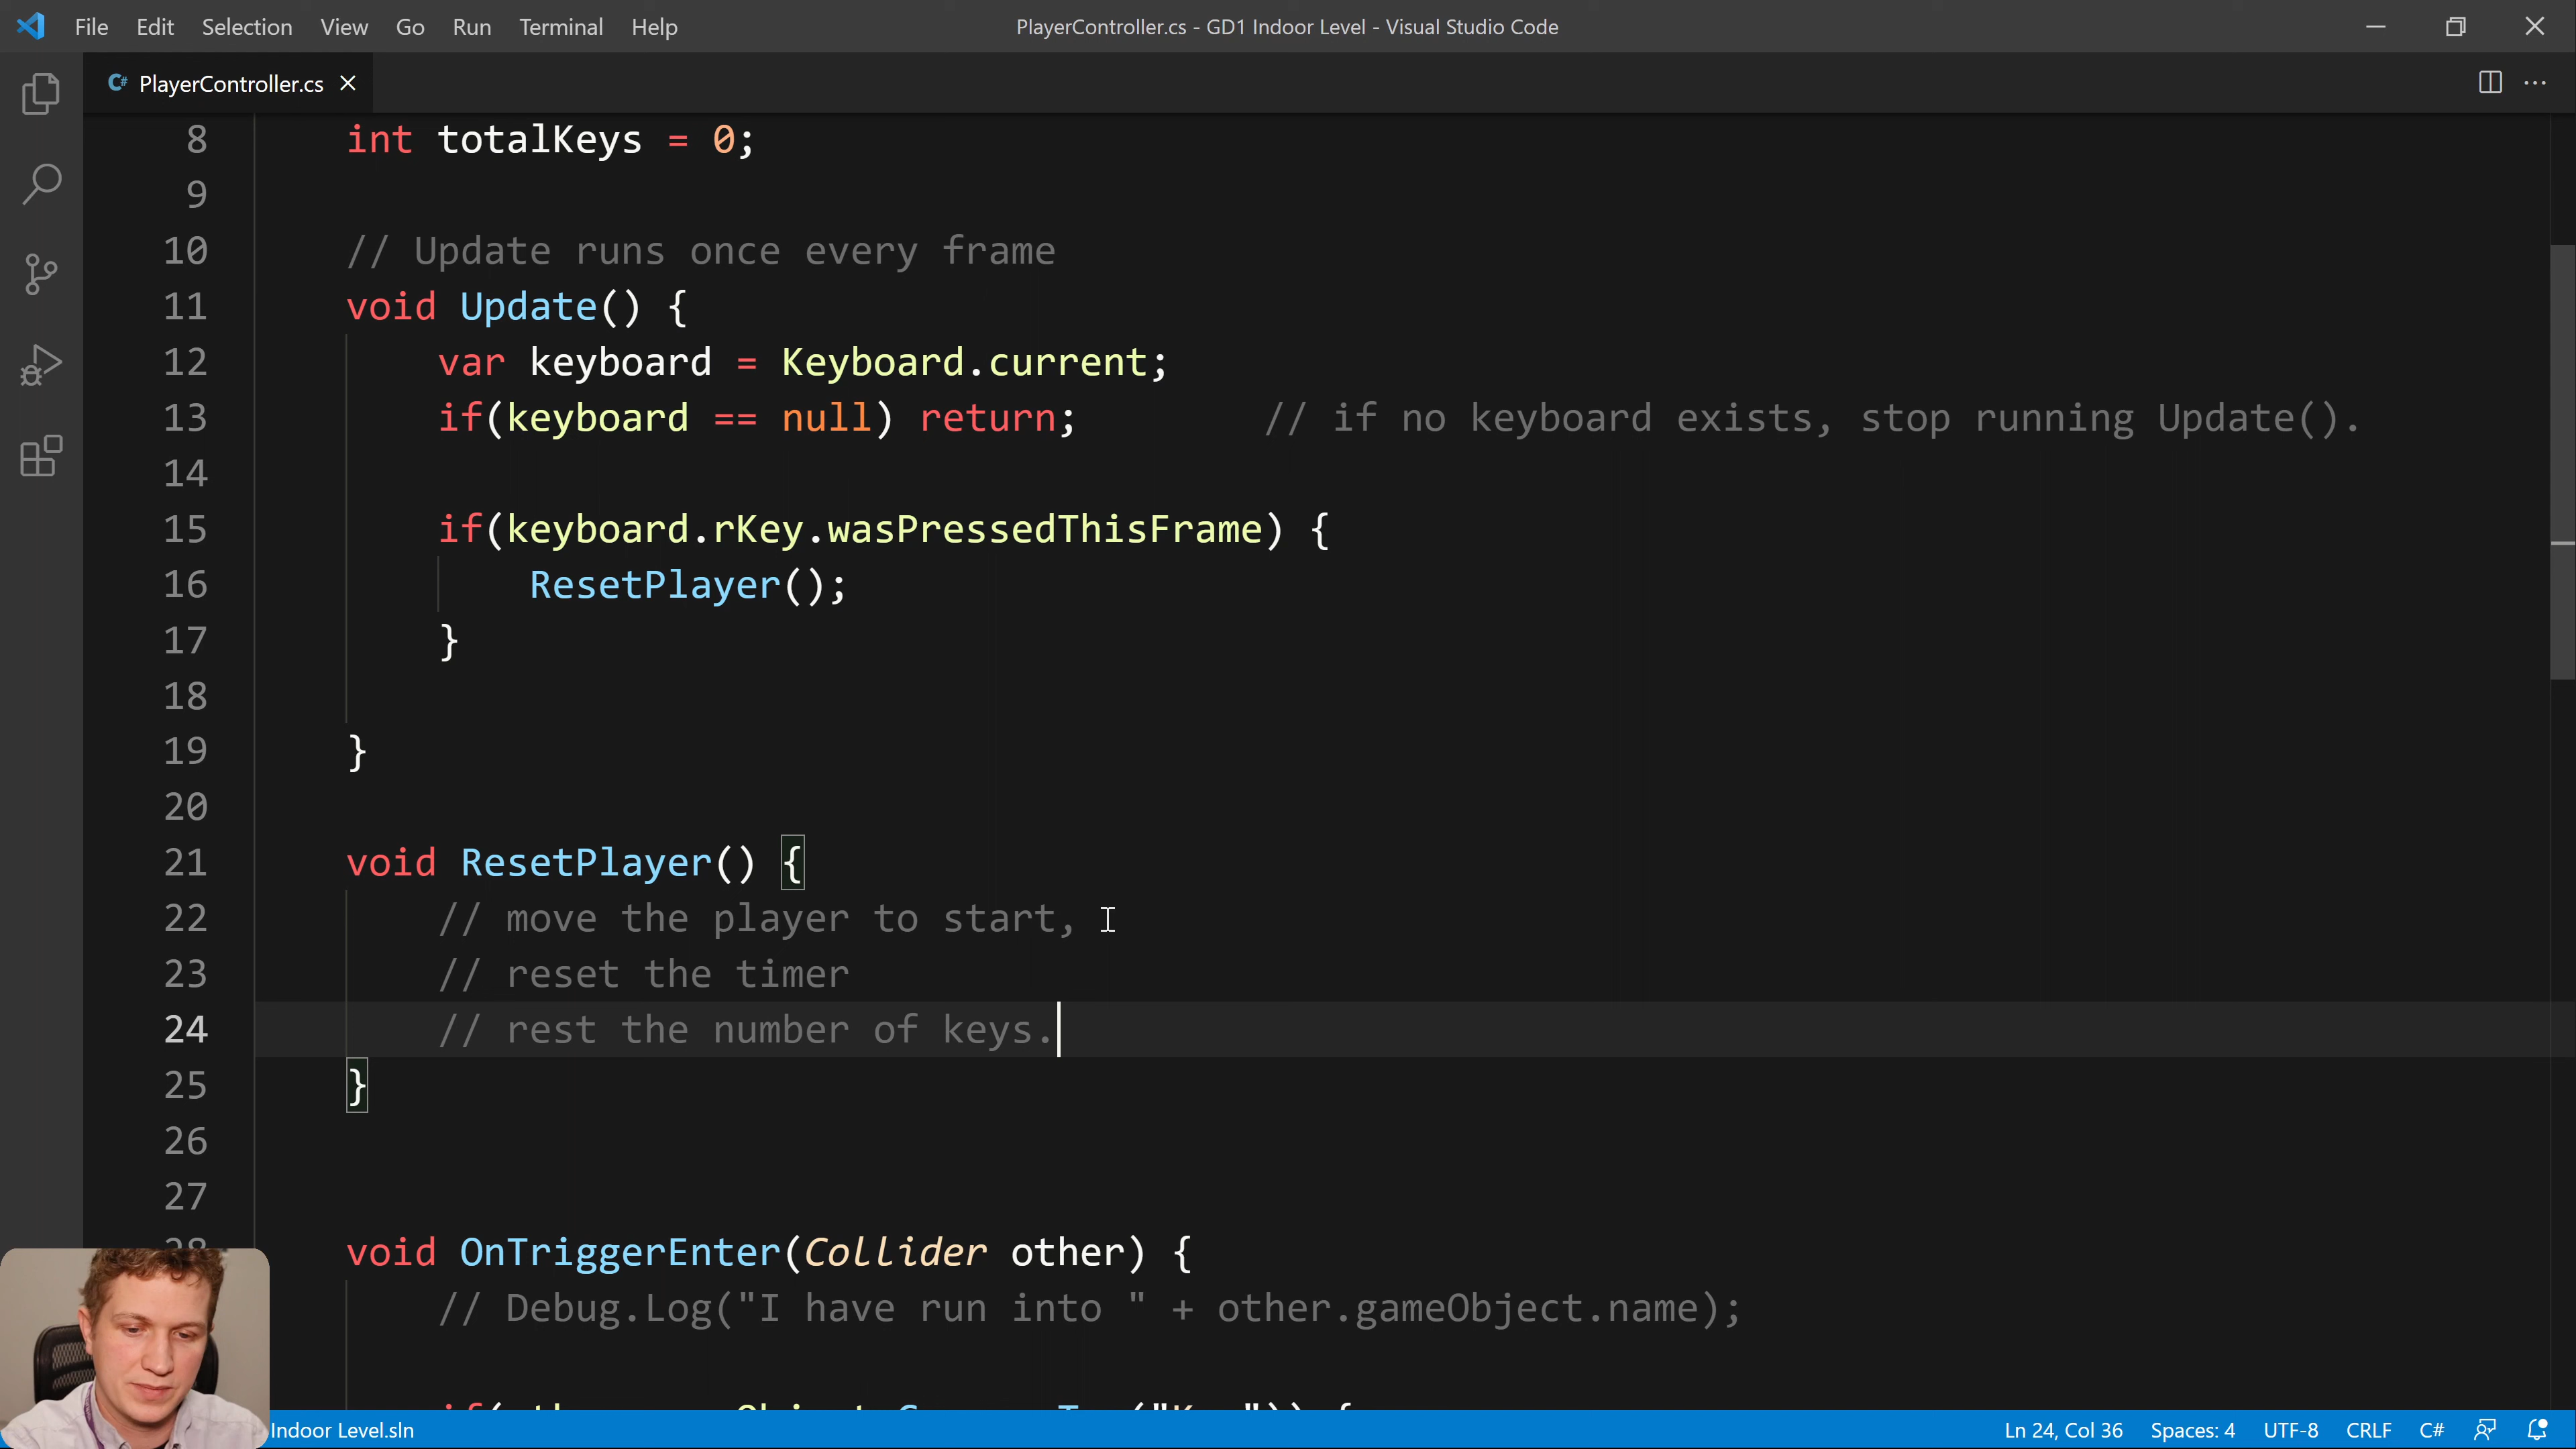 File Edit Selection View Go Run Terminal Help
PlayerController.cs - GD1 Indoor Level - Visual Studio Code
C# PlayerController.cs
8 int totalKeys = 0;
9
10 // Update runs once every frame
11 void Update() {
12 var keyboard = Keyboard.current;
13 if(keyboard == null) return; // if no keyboard exists, stop running Update().
14
15 if(keyboard.rKey.wasPressedThisFrame) {
16 ResetPlayer();
17 }
18
19 }
20
21 void ResetPlayer() {
22 // move the player to start,
23 // reset the timer
24 // rest the number of keys.
25 }
26
27
28 void OnTriggerEnter(Collider other) {
// Debug.Log("I have run into " + other.gameObject.name);
Indoor Level.sln
Ln 24, Col 36 Spaces: 4 UTF-8 CRLF C#